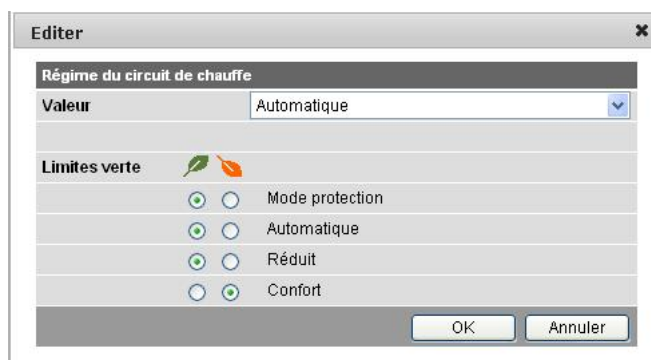 Editer
Régime du circuit de chauffe
Valeur Automatique
Limites verte
Mode protection
Automatique
Réduit
Confort
OK Annuler